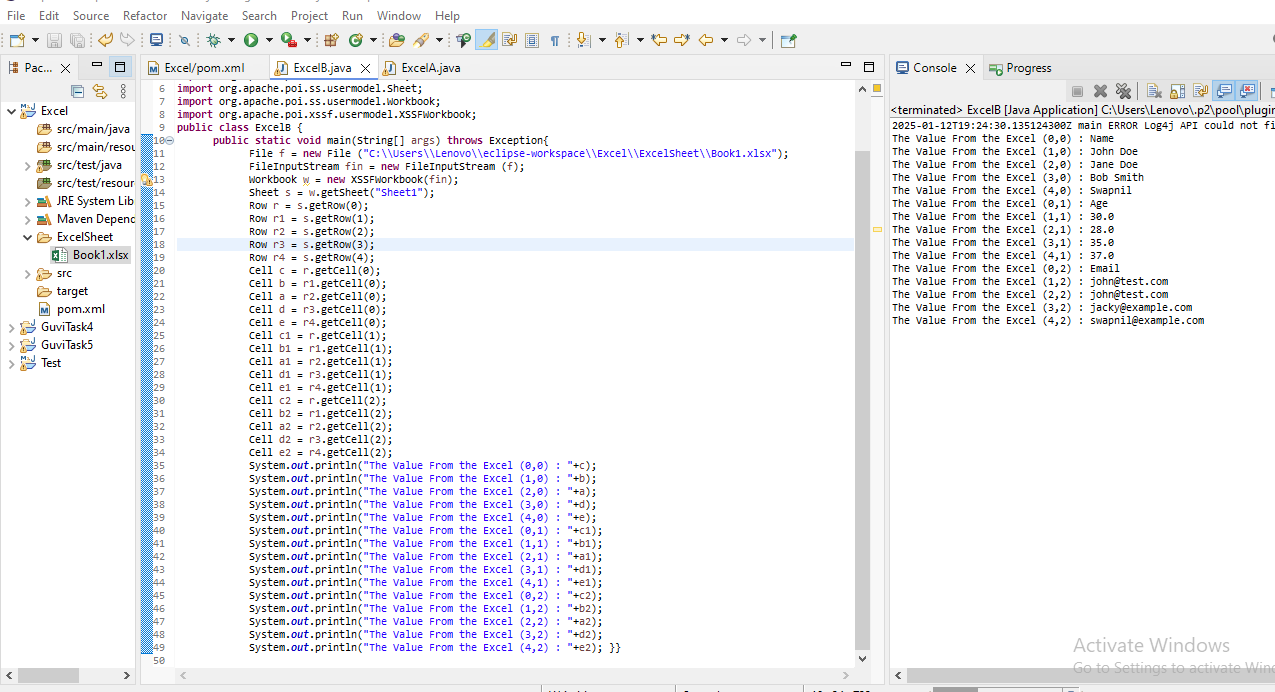 File Edit Source Refactor Navigate Search Project Run Window Help
Pac...
Excel
src/main/java
src/main/resou
src/test/java
src/test/resour
JRE System Lib
Maven Depend
ExcelSheet
Book1.xlsx
src
target
pom.xml
GuviTask4
GuviTask5
Test
Excel/pom.xml ExcelB.java ExcelA.java
6 import org.apache.poi.ss.usermodel.Sheet;
7 import org.apache.poi.ss.usermodel.Workbook;
8 import org.apache.poi.xssf.usermodel.XSSFWorkbook;
9 public class ExcelB {
10 public static void main(String[] args) throws Exception{
11 File f = new File ("C:\\Users\\Lenovo\\eclipse-workspace\\Excel\\ExcelSheet\\Book1.xlsx");
12 FileInputStream fin = new FileInputStream (f);
13 Workbook w = new XSSFWorkbook(fin);
14 Sheet s = w.getSheet("Sheet1");
15 Row r = s.getRow(0);
16 Row r1 = s.getRow(1);
17 Row r2 = s.getRow(2);
18 Row r3 = s.getRow(3);
19 Row r4 = s.getRow(4);
20 Cell c = r.getCell(0);
21 Cell b = r1.getCell(0);
22 Cell a = r2.getCell(0);
23 Cell d = r3.getCell(0);
24 Cell e = r4.getCell(0);
25 Cell c1 = r.getCell(1);
26 Cell b1 = r1.getCell(1);
27 Cell a1 = r2.getCell(1);
28 Cell d1 = r3.getCell(1);
29 Cell e1 = r4.getCell(1);
30 Cell c2 = r.getCell(2);
31 Cell b2 = r1.getCell(2);
32 Cell a2 = r2.getCell(2);
33 Cell d2 = r3.getCell(2);
34 Cell e2 = r4.getCell(2);
35 System.out.println("The Value From the Excel (0,0) : "+c);
36 System.out.println("The Value From the Excel (1,0) : "+b);
37 System.out.println("The Value From the Excel (2,0) : "+a);
38 System.out.println("The Value From the Excel (3,0) : "+d);
39 System.out.println("The Value From the Excel (4,0) : "+e);
40 System.out.println("The Value From the Excel (0,1) : "+c1);
41 System.out.println("The Value From the Excel (1,1) : "+b1);
42 System.out.println("The Value From the Excel (2,1) : "+a1);
43 System.out.println("The Value From the Excel (3,1) : "+d1);
44 System.out.println("The Value From the Excel (4,1) : "+e1);
45 System.out.println("The Value From the Excel (0,2) : "+c2);
46 System.out.println("The Value From the Excel (1,2) : "+b2);
47 System.out.println("The Value From the Excel (2,2) : "+a2);
48 System.out.println("The Value From the Excel (3,2) : "+d2);
49 System.out.println("The Value From the Excel (4,2) : "+e2); }}
50
Console Progress
<terminated> ExcelB [Java Application] C:\Users\Lenovo\.p2\pool\plugin
2025-01-12T19:24:30.135124300Z main ERROR Log4j API could not fi
The Value From the Excel (0,0) : Name
The Value From the Excel (1,0) : John Doe
The Value From the Excel (2,0) : Jane Doe
The Value From the Excel (3,0) : Bob Smith
The Value From the Excel (4,0) : Swapnil
The Value From the Excel (0,1) : Age
The Value From the Excel (1,1) : 30.0
The Value From the Excel (2,1) : 28.0
The Value From the Excel (3,1) : 35.0
The Value From the Excel (4,1) : 37.0
The Value From the Excel (0,2) : Email
The Value From the Excel (1,2) : john@test.com
The Value From the Excel (2,2) : john@test.com
The Value From the Excel (3,2) : jacky@example.com
The Value From the Excel (4,2) : swapnil@example.com
Activate Windows
Go to Settings to activate Win